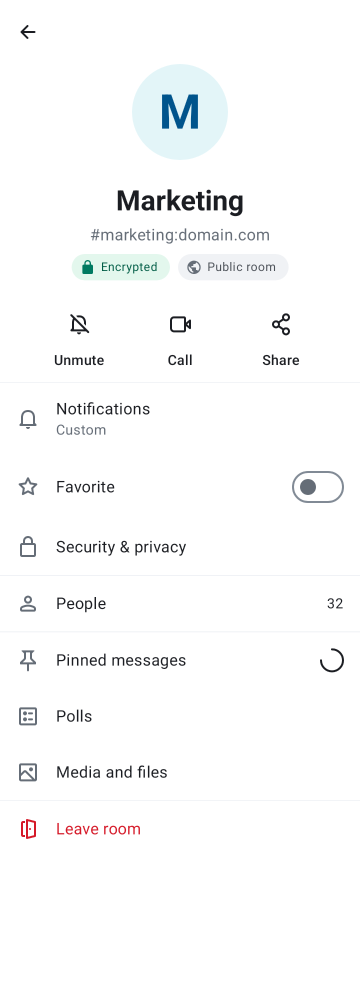 M
Marketing
#marketing:domain.com
Encrypted Public room
Unmute Call Share
Notifications
Custom
Favorite
Security & privacy
People 32
Pinned messages
Polls
Media and files
Leave room